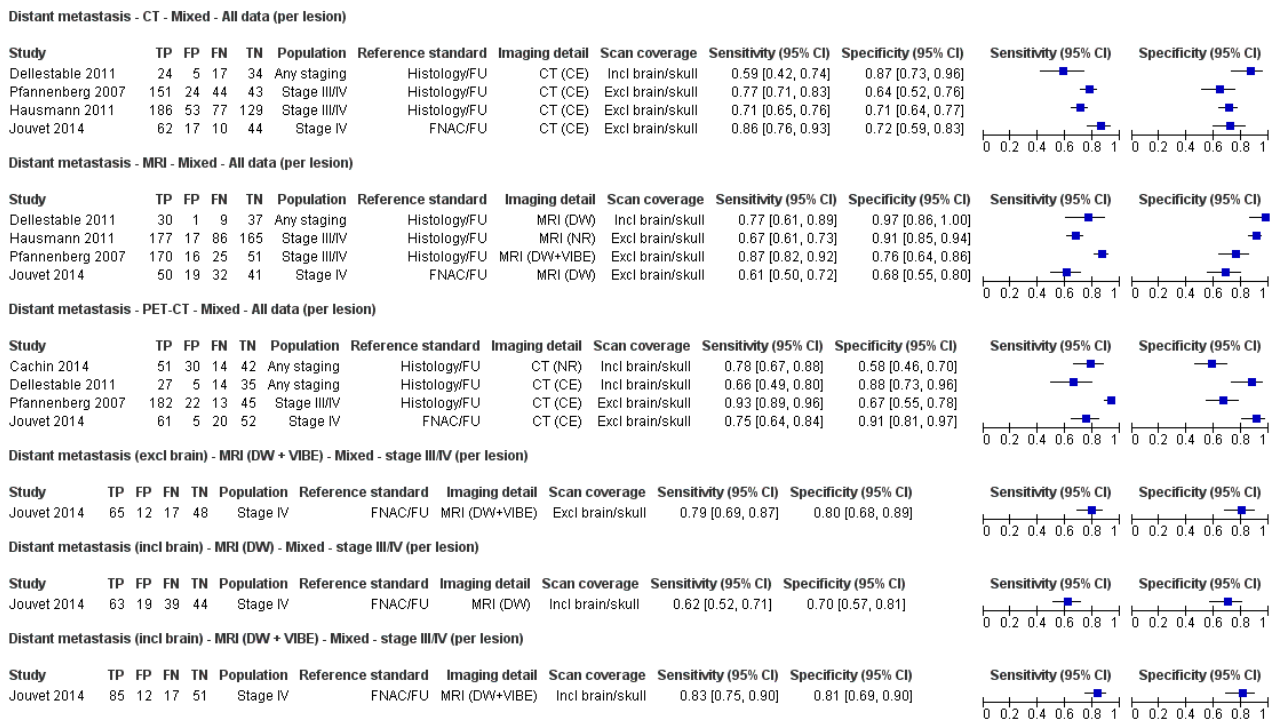 Distant metastasis - CT - Mixed - All data (per lesion)
Study TP FP FN TN Population Reference standard Imaging detail Scan coverage Sensitivity (95% CI) Specificity (95% CI) Sensitivity (95% CI) Specificity (95% CI)
Dellestable 2011 24 5 17 34 Any staging Histology/FU CT (CE) Incl brain/skull 0.59 [0.42, 0.74] 0.87 [0.73, 0.96]
Pfannenberg 2007 151 24 44 43 Stage III/IV Histology/FU CT (CE) Excl brain/skull 0.77 [0.71, 0.83] 0.64 [0.52, 0.76]
Hausmann 2011 186 53 77 129 Stage III/IV Histology/FU CT (CE) Excl brain/skull 0.71 [0.65, 0.76] 0.71 [0.64, 0.77]
Jouvet 2014 62 17 10 44 Stage IV FNAC/FU CT (CE) Excl brain/skull 0.86 [0.76, 0.93] 0.72 [0.59, 0.83]
0 0.2 0.4 0.6 0.8 1 0 0.2 0.4 0.6 0.8 1
Distant metastasis - MRI - Mixed - All data (per lesion)
Study TP FP FN TN Population Reference standard Imaging detail Scan coverage Sensitivity (95% CI) Specificity (95% CI) Sensitivity (95% CI) Specificity (95% CI)
Dellestable 2011 30 1 9 37 Any staging Histology/FU MRI (DW) Incl brain/skull 0.77 [0.61, 0.89] 0.97 [0.86, 1.00]
Hausmann 2011 177 17 86 165 Stage III/IV Histology/FU MRI (NR) Excl brain/skull 0.67 [0.61, 0.73] 0.91 [0.85, 0.94]
Pfannenberg 2007 170 16 25 51 Stage III/IV Histology/FU MRI (DW+VIBE) Excl brain/skull 0.87 [0.82, 0.92] 0.76 [0.64, 0.86]
Jouvet 2014 50 19 32 41 Stage IV FNAC/FU MRI (DW) Excl brain/skull 0.61 [0.50, 0.72] 0.68 [0.55, 0.80]
0 0.2 0.4 0.6 0.8 1 0 0.2 0.4 0.6 0.8 1
Distant metastasis - PET-CT - Mixed - All data (per lesion)
Study TP FP FN TN Population Reference standard Imaging detail Scan coverage Sensitivity (95% CI) Specificity (95% CI) Sensitivity (95% CI) Specificity (95% CI)
Cachin 2014 51 30 14 42 Any staging Histology/FU CT (NR) Incl brain/skull 0.78 [0.67, 0.88] 0.58 [0.46, 0.70]
Dellestable 2011 27 5 14 35 Any staging Histology/FU CT (CE) Incl brain/skull 0.66 [0.49, 0.80] 0.88 [0.73, 0.96]
Pfannenberg 2007 182 22 13 45 Stage III/IV Histology/FU CT (CE) Excl brain/skull 0.93 [0.89, 0.96] 0.67 [0.55, 0.78]
Jouvet 2014 61 5 20 52 Stage IV FNAC/FU CT (CE) Excl brain/skull 0.75 [0.64, 0.84] 0.91 [0.81, 0.97]
0 0.2 0.4 0.6 0.8 1 0 0.2 0.4 0.6 0.8 1
Distant metastasis (excl brain) - MRI (DW + VIBE) - Mixed - stage III/IV (per lesion)
Study TP FP FN TN Population Reference standard Imaging detail Scan coverage Sensitivity (95% CI) Specificity (95% CI) Sensitivity (95% CI) Specificity (95% CI)
Jouvet 2014 65 12 17 48 Stage IV FNAC/FU MRI (DW+VIBE) Excl brain/skull 0.79 [0.69, 0.87] 0.80 [0.68, 0.89]
0 0.2 0.4 0.6 0.8 1 0 0.2 0.4 0.6 0.8 1
Distant metastasis (incl brain) - MRI (DW) - Mixed - stage III/IV (per lesion)
Study TP FP FN TN Population Reference standard Imaging detail Scan coverage Sensitivity (95% CI) Specificity (95% CI) Sensitivity (95% CI) Specificity (95% CI)
Jouvet 2014 63 19 39 44 Stage IV FNAC/FU MRI (DW) Incl brain/skull 0.62 [0.52, 0.71] 0.70 [0.57, 0.81]
0 0.2 0.4 0.6 0.8 1 0 0.2 0.4 0.6 0.8 1
Distant metastasis (incl brain) - MRI (DW + VIBE) - Mixed - stage III/IV (per lesion)
Study TP FP FN TN Population Reference standard Imaging detail Scan coverage Sensitivity (95% CI) Specificity (95% CI) Sensitivity (95% CI) Specificity (95% CI)
Jouvet 2014 85 12 17 51 Stage IV FNAC/FU MRI (DW+VIBE) Incl brain/skull 0.83 [0.75, 0.90] 0.81 [0.69, 0.90]
0 0.2 0.4 0.6 0.8 1 0 0.2 0.4 0.6 0.8 1